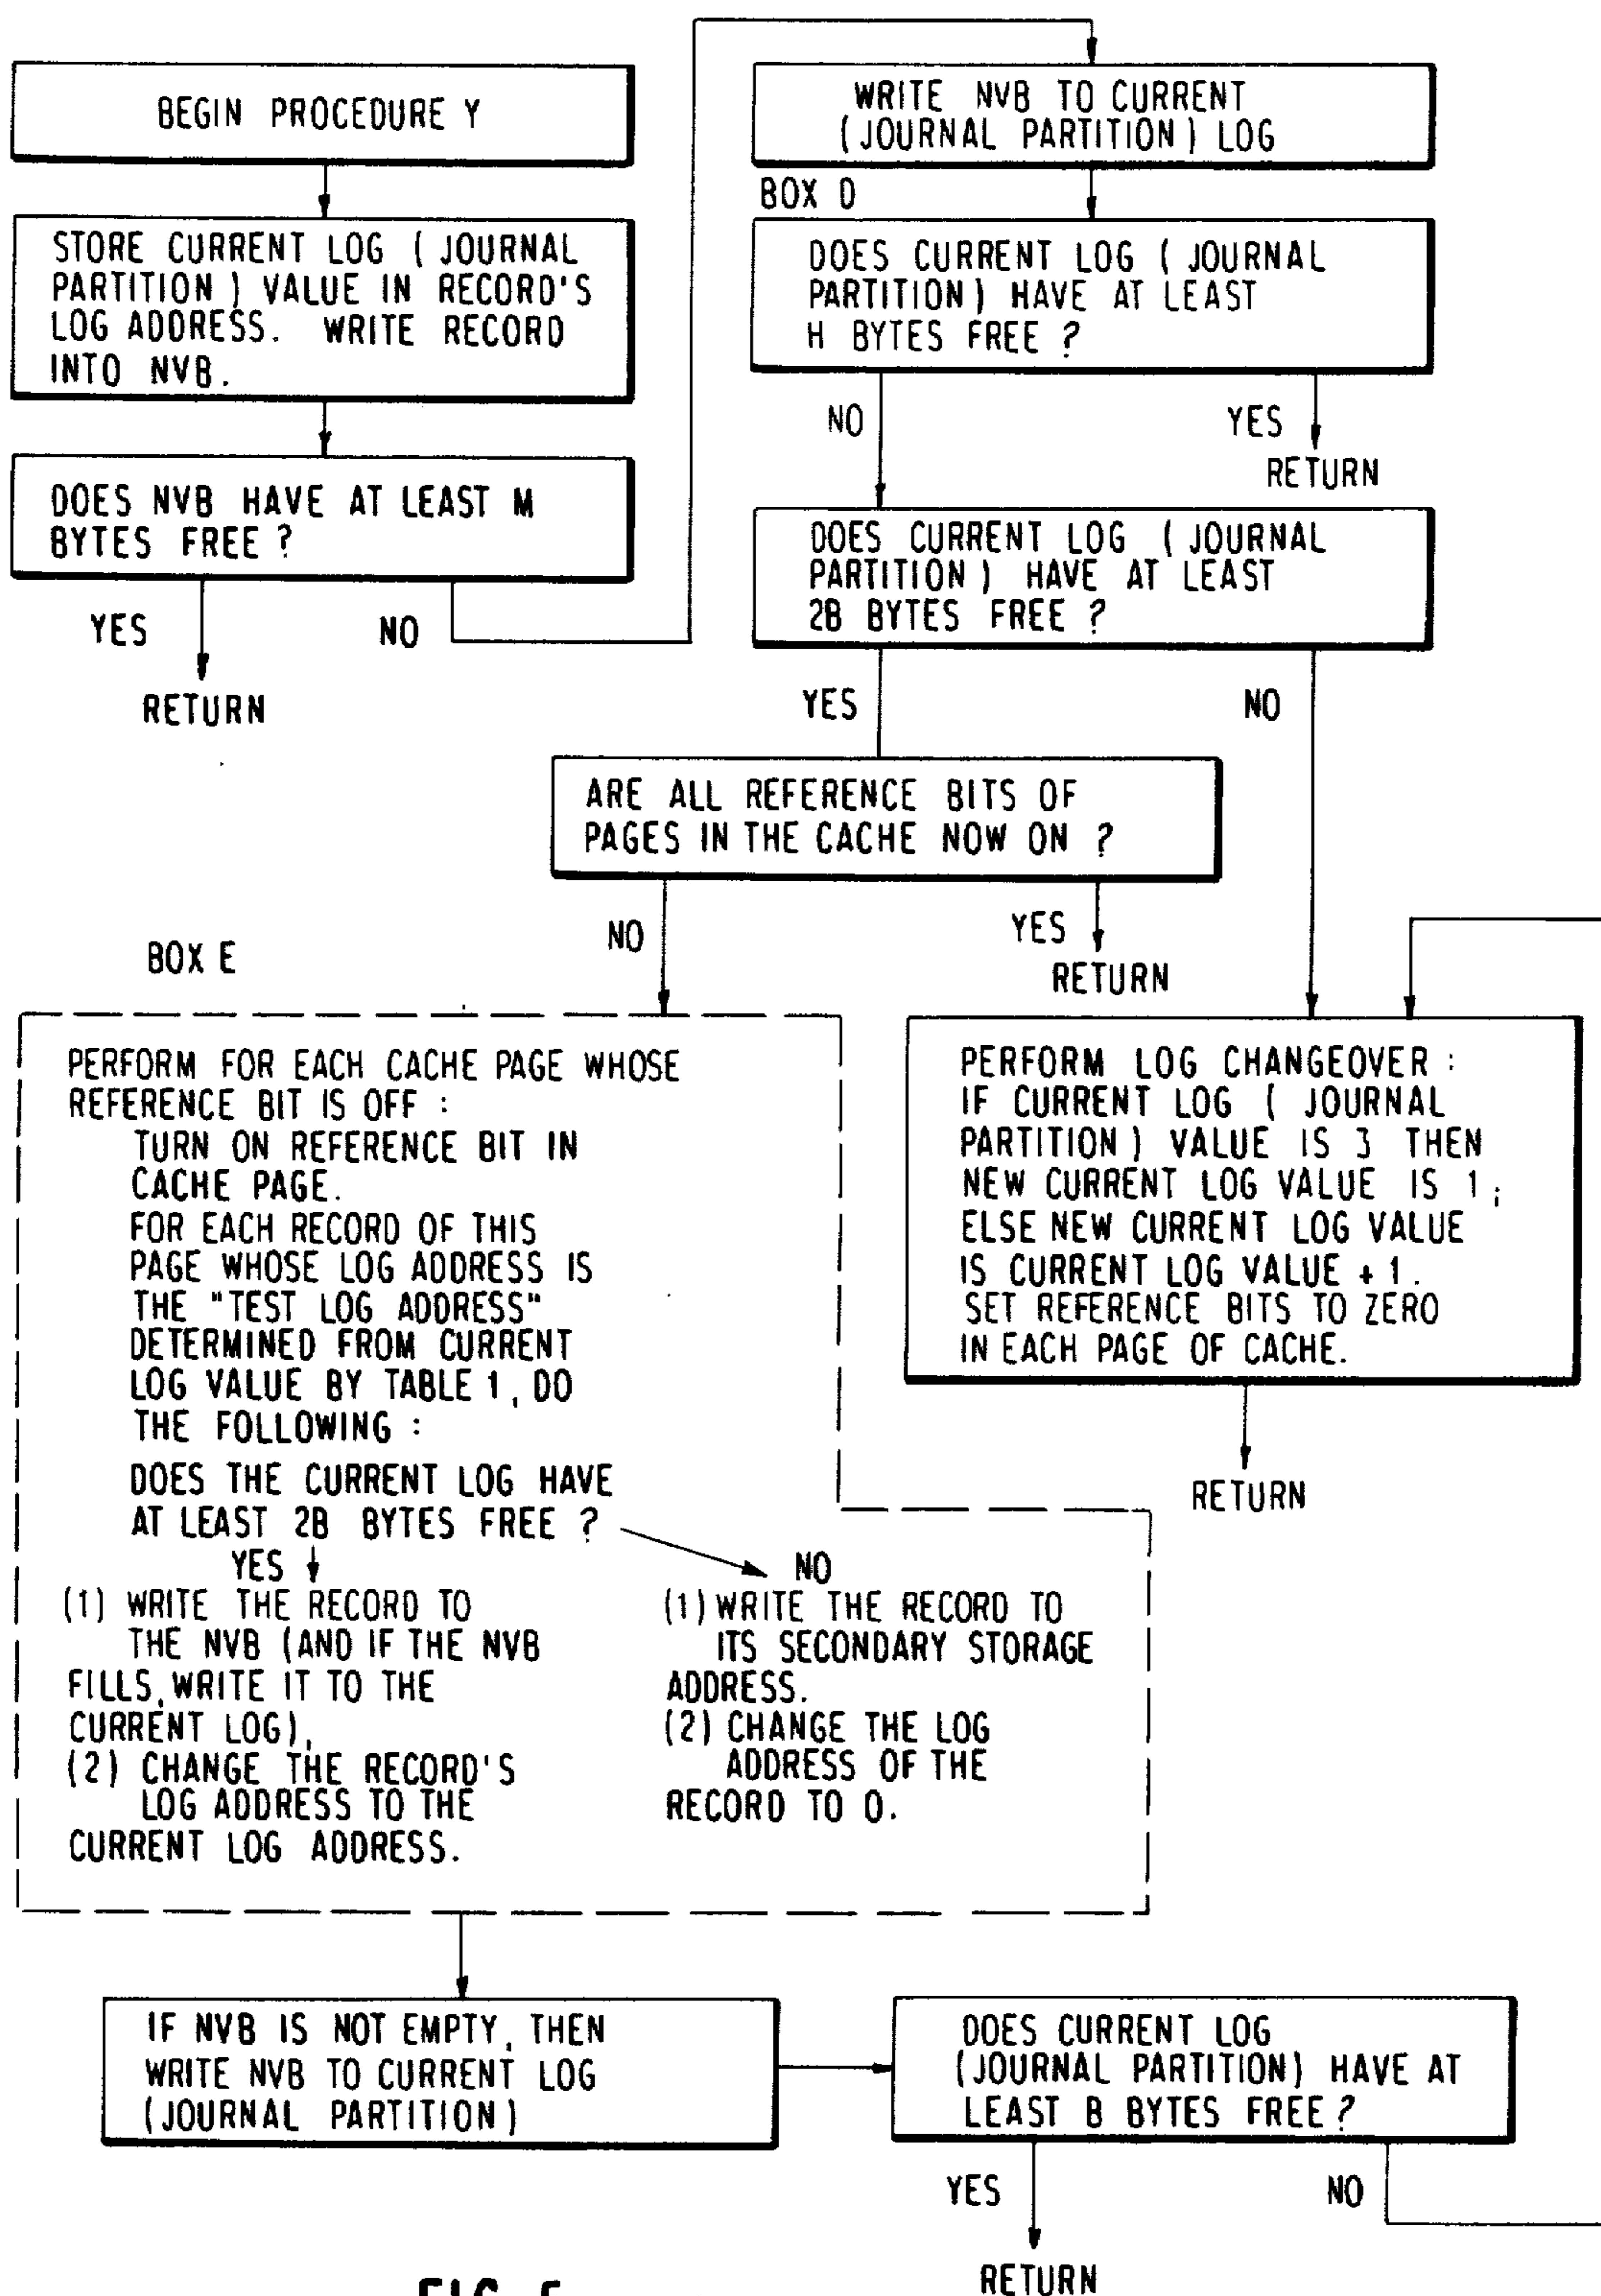 BEGIN PROCEDURE Y
STORE CURRENT LOG ( JOURNAL
PARTITION ) VALUE IN RECORD'S
LOG ADDRESS. WRITE RECORD
INTO NVB.
DOES NVB HAVE AT LEAST M
BYTES FREE ?
YES
NO
RETURN
WRITE NVB TO CURRENT
( JOURNAL PARTITION ) LOG
BOX D
DOES CURRENT LOG ( JOURNAL
PARTITION ) HAVE AT LEAST
H BYTES FREE ?
NO
YES
RETURN
DOES CURRENT LOG ( JOURNAL
PARTITION ) HAVE AT LEAST
2B BYTES FREE ?
YES
NO
ARE ALL REFERENCE BITS OF
PAGES IN THE CACHE NOW ON ?
NO
YES
RETURN
BOX E
PERFORM FOR EACH CACHE PAGE WHOSE
REFERENCE BIT IS OFF :
TURN ON REFERENCE BIT IN
CACHE PAGE.
FOR EACH RECORD OF THIS
PAGE WHOSE LOG ADDRESS IS
THE "TEST LOG ADDRESS"
DETERMINED FROM CURRENT
LOG VALUE BY TABLE 1, DO
THE FOLLOWING :
DOES THE CURRENT LOG HAVE
AT LEAST 2B BYTES FREE ?
YES
(1) WRITE THE RECORD TO
THE NVB (AND IF THE NVB
FILLS, WRITE IT TO THE
CURRENT LOG),
(2) CHANGE THE RECORD'S
LOG ADDRESS TO THE
CURRENT LOG ADDRESS.
NO
(1) WRITE THE RECORD TO
ITS SECONDARY STORAGE
ADDRESS.
(2) CHANGE THE LOG
ADDRESS OF THE
RECORD TO 0.
PERFORM LOG CHANGEOVER :
IF CURRENT LOG ( JOURNAL
PARTITION ) VALUE IS 3 THEN
NEW CURRENT LOG VALUE IS 1 ;
ELSE NEW CURRENT LOG VALUE
IS CURRENT LOG VALUE + 1.
SET REFERENCE BITS TO ZERO
IN EACH PAGE OF CACHE.
RETURN
IF NVB IS NOT EMPTY, THEN
WRITE NVB TO CURRENT LOG
(JOURNAL PARTITION)
DOES CURRENT LOG
(JOURNAL PARTITION) HAVE AT
LEAST B BYTES FREE ?
YES
NO
RETURN